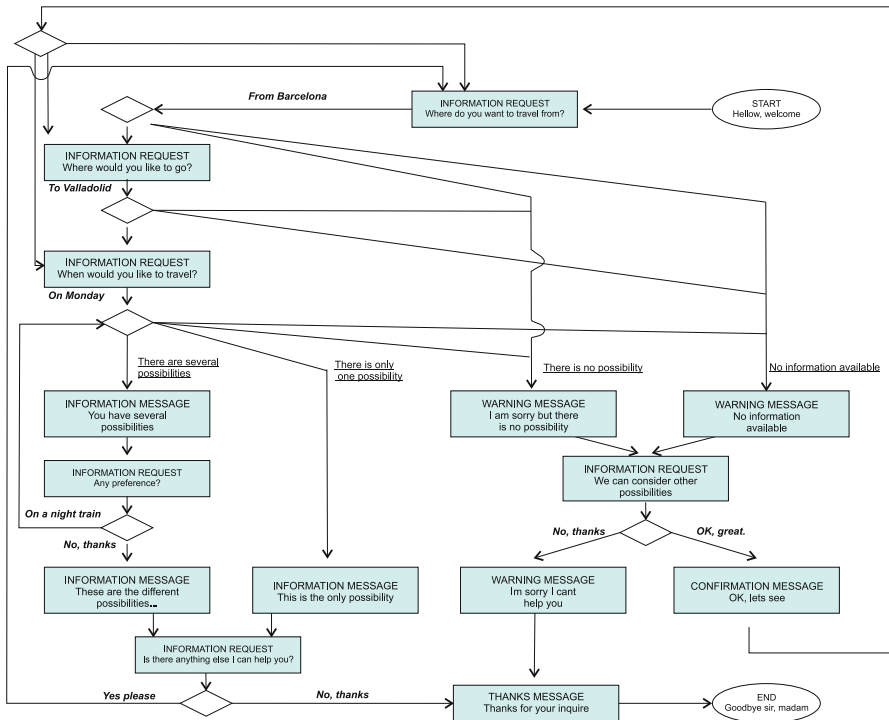 From Barcelona
INFORMATION REQUEST
Where do you want to travel from?
START
Hellow, welcome
INFORMATION REQUEST
Where would you like to go?
To Valladolid
INFORMATION REQUEST
When would you like to travel?
On Monday
There are several
possibilities
There is only
one possibility
There is no possibility
No information available
INFORMATION MESSAGE
You have several
possibilities
WARNING MESSAGE
I am sorry but there
is no possibility
WARNING MESSAGE
No information
available
INFORMATION REQUEST
Any preference?
INFORMATION REQUEST
We can consider other
possibilities
On a night train
No, thanks
No, thanks
OK, great.
INFORMATION MESSAGE
These are the different
possibilities...
INFORMATION MESSAGE
This is the only possibility
WARNING MESSAGE
Im sorry I cant
help you
CONFIRMATION MESSAGE
OK, lets see
INFORMATION REQUEST
Is there anything else I can help you?
Yes please
No, thanks
THANKS MESSAGE
Thanks for your inquire
END
Goodbye sir, madam